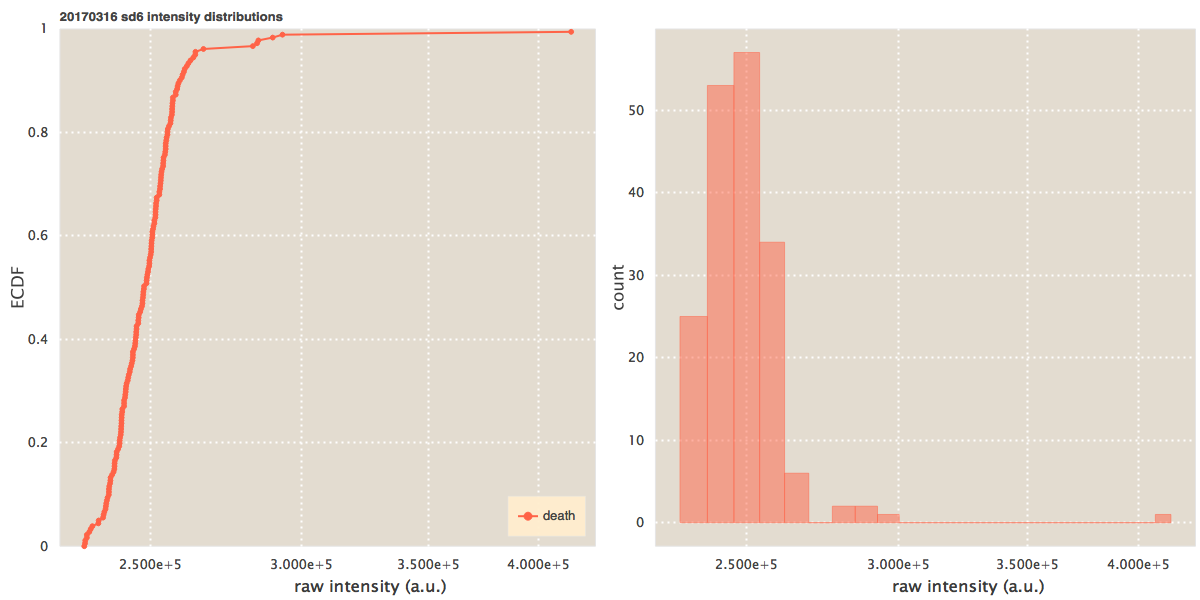 20170316 sd6 intensity distributions
1
0.8
0.6
0.4
0.2
0
ECDF
2.500e+5 3.000e+5 3.500e+5 4.000e+5
raw intensity (a.u.)
death
50
40
30
20
10
0
count
2.500e+5 3.000e+5 3.500e+5 4.000e+5
raw intensity (a.u.)